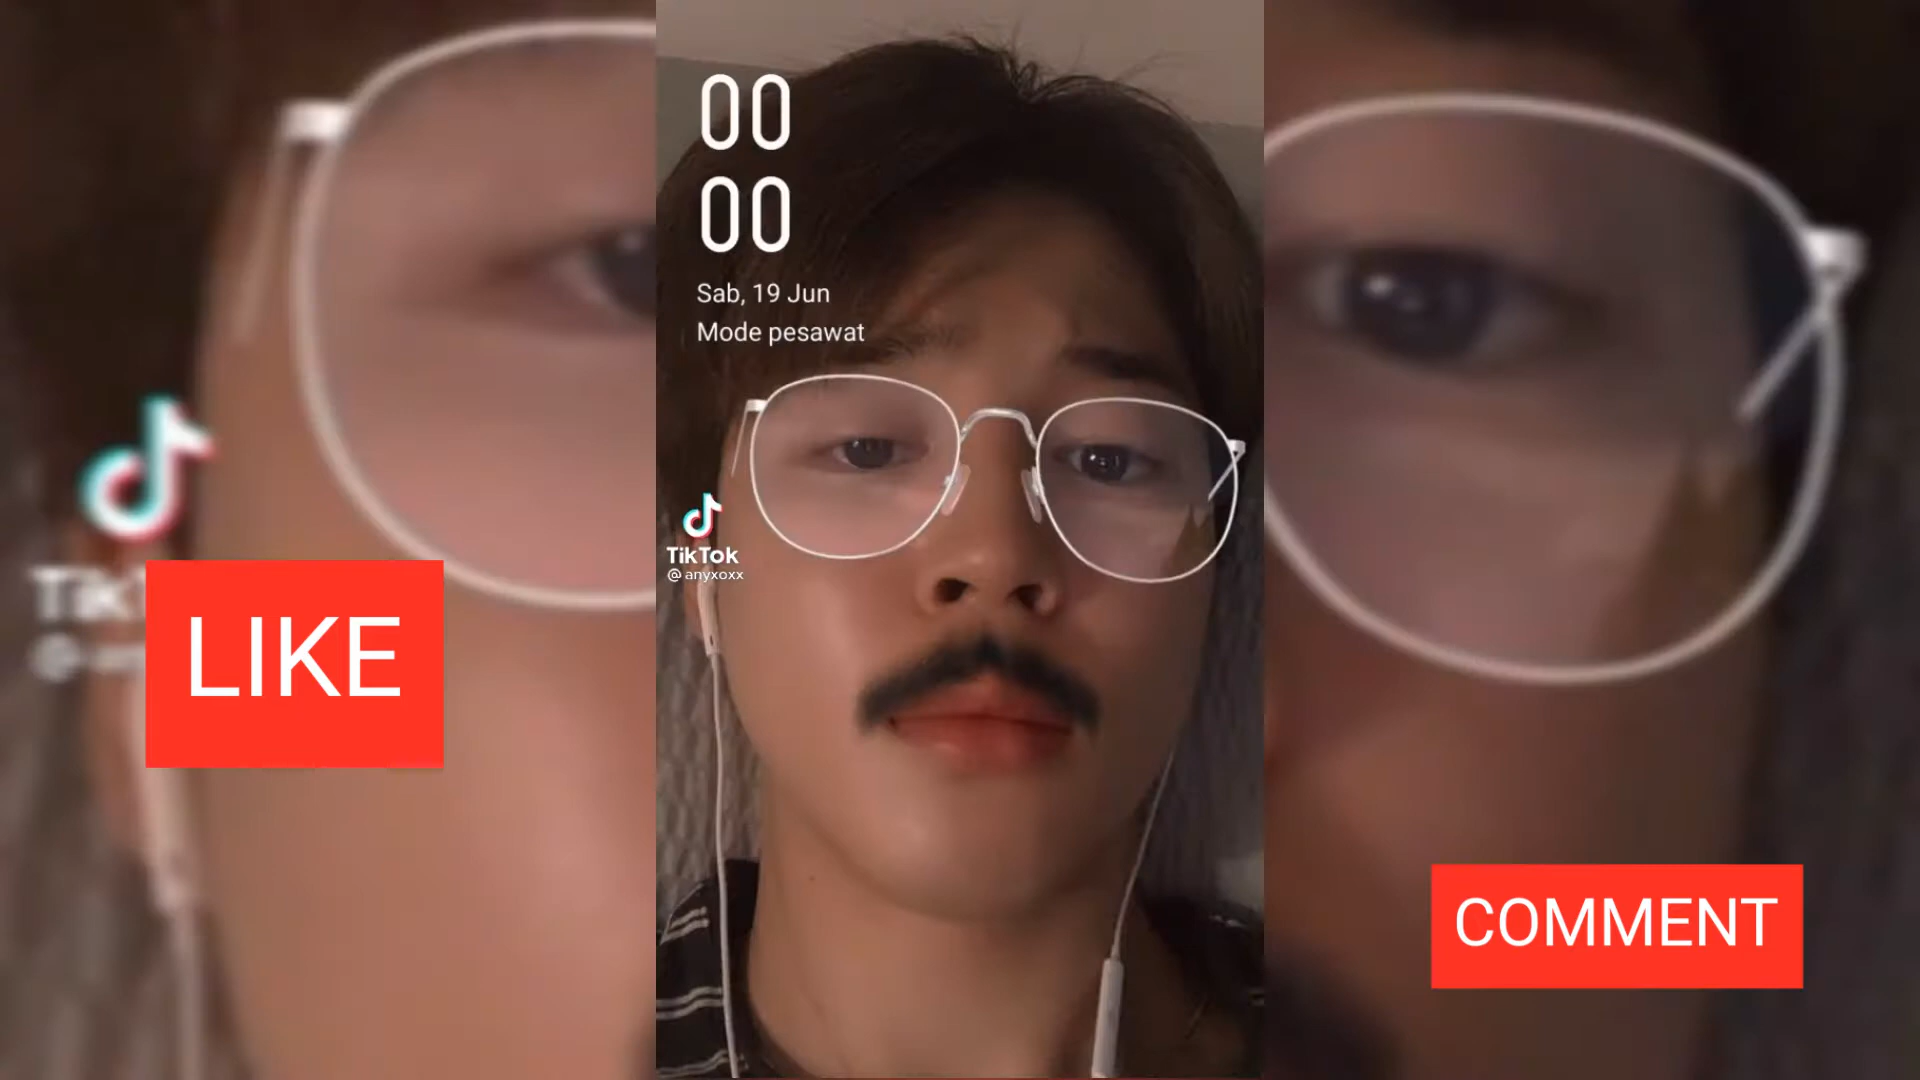 00
00
Sab, 19 Jun
Mode pesawat
TikTok
@anyxoxx
LIKE
COMMENT